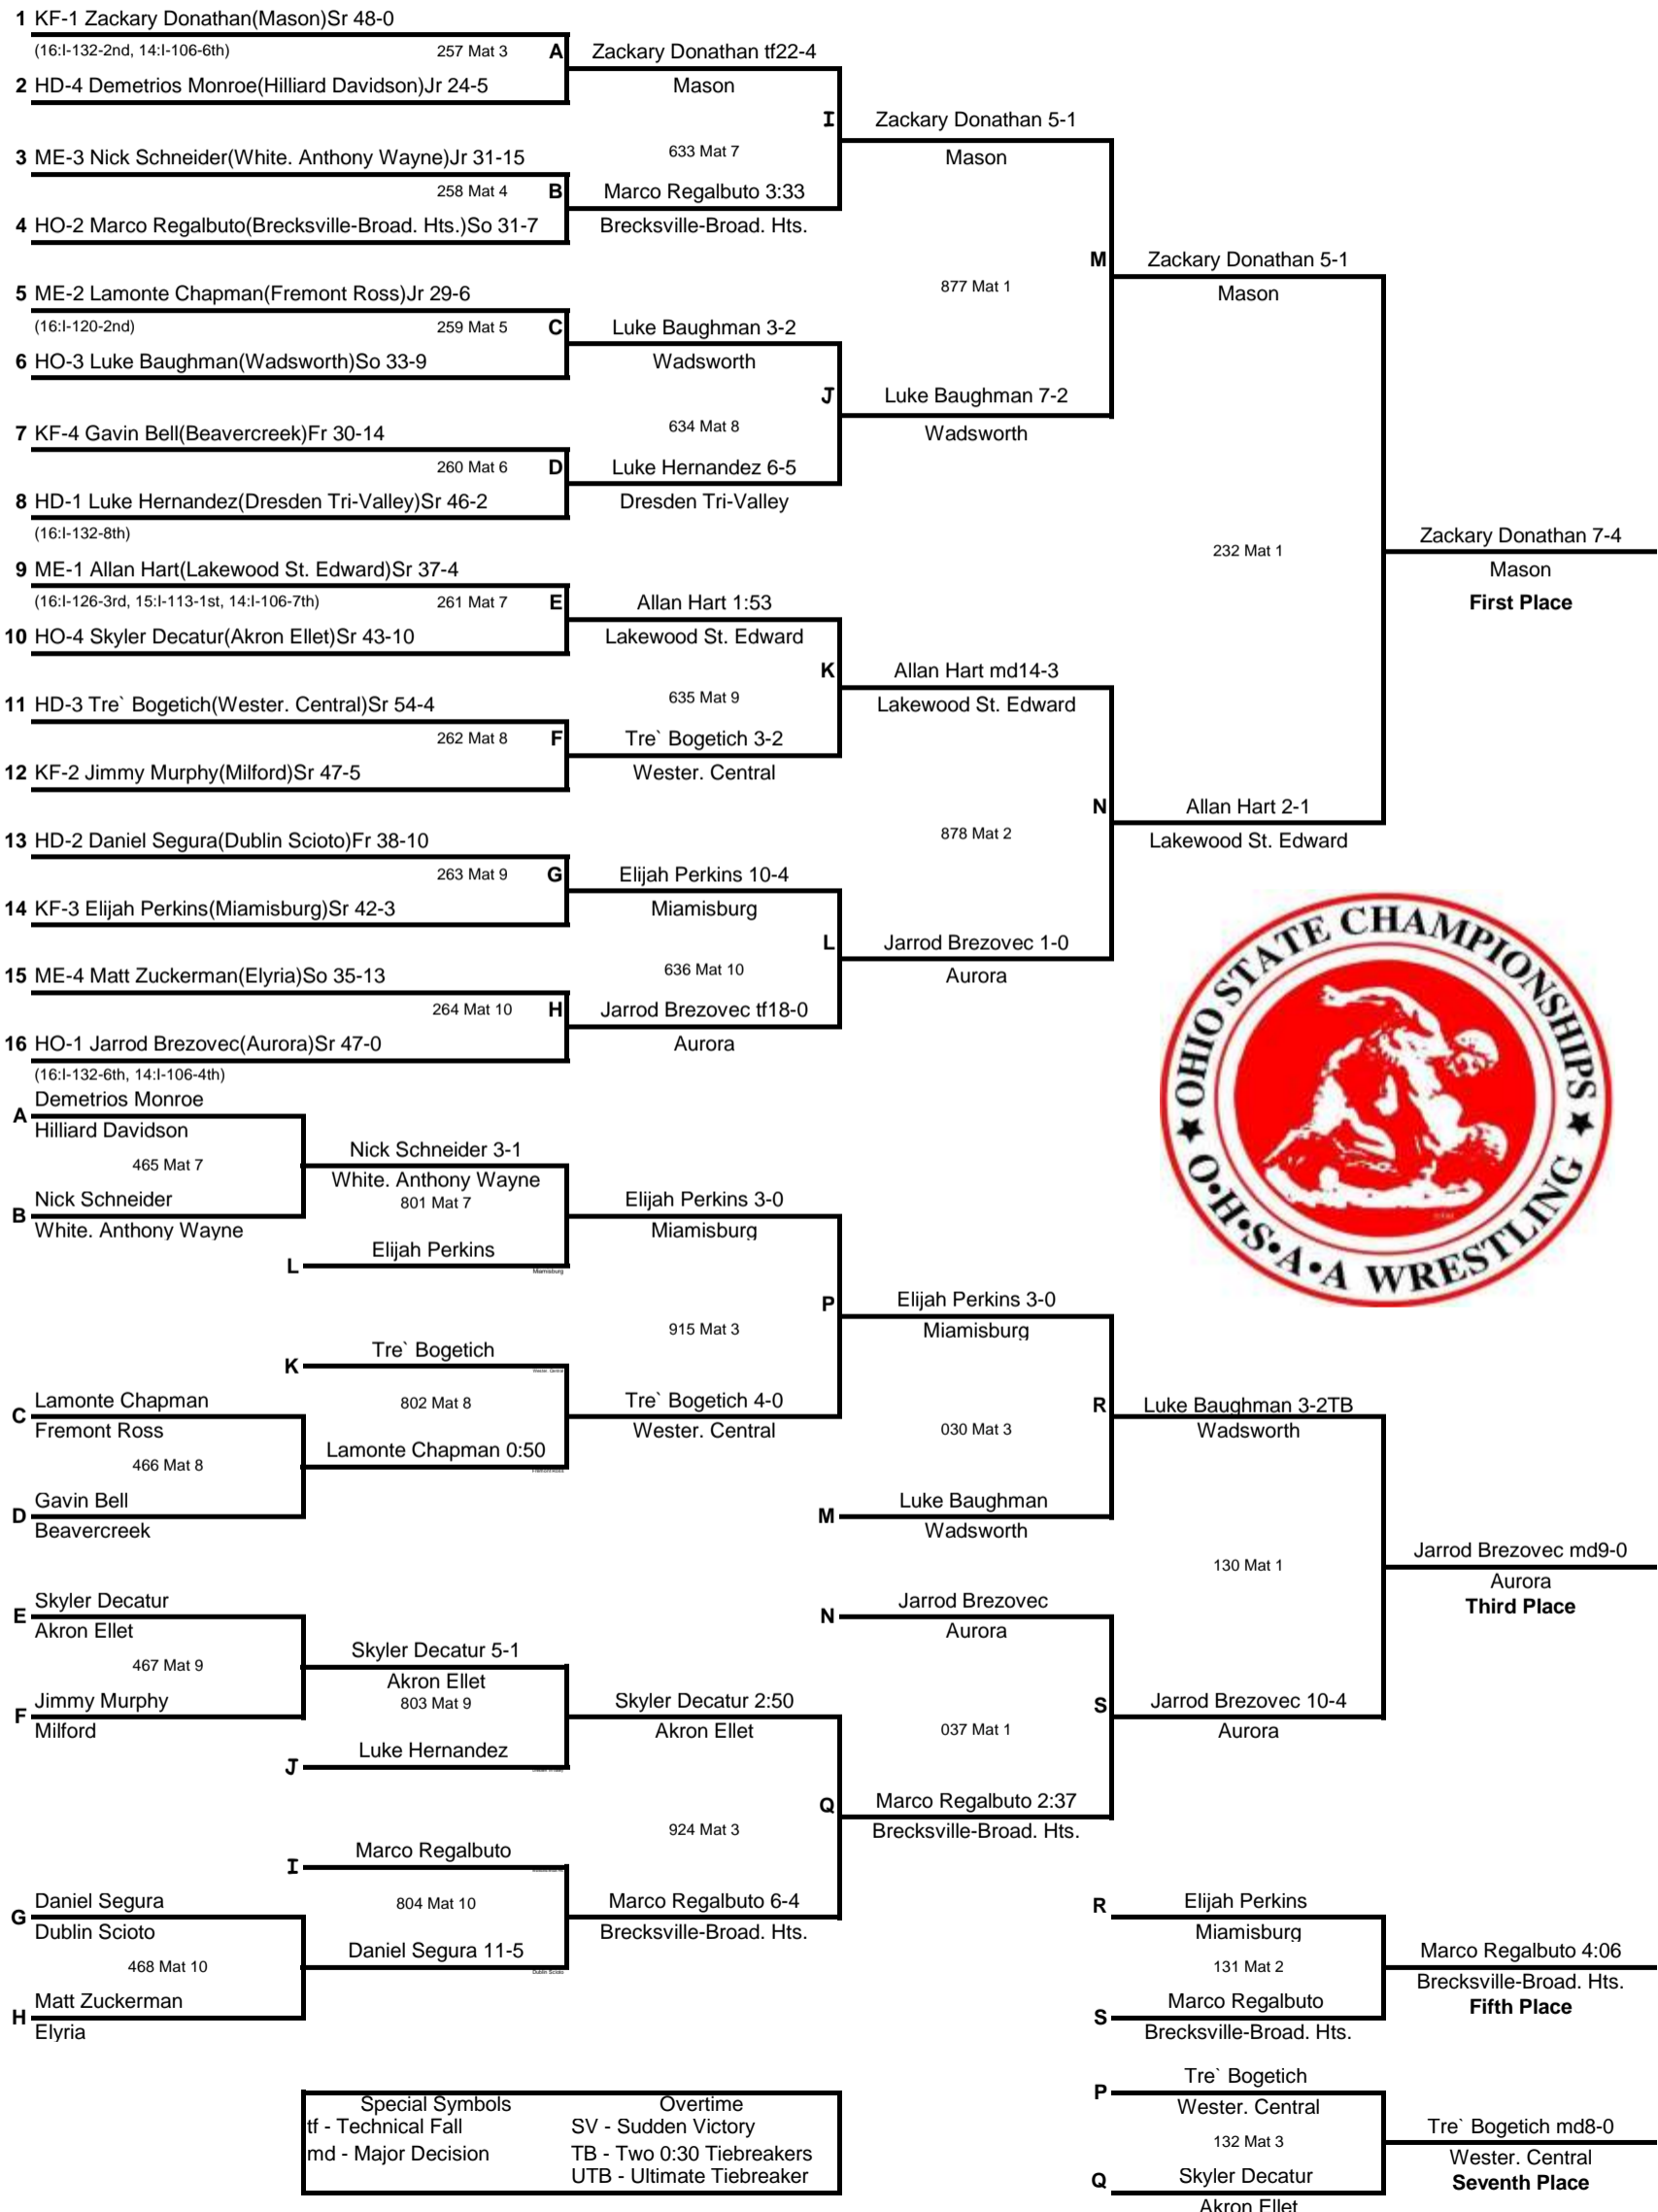 1 KF-1 Zackary Donathan(Mason)Sr 48-0
(16:I-132-2nd, 14:I-106-6th)
257 Mat 3
A
2 HD-4 Demetrios Monroe(Hilliard Davidson)Jr 24-5
3 ME-3 Nick Schneider(White. Anthony Wayne)Jr 31-15
258 Mat 4
B
4 HO-2 Marco Regalbuto(Brecksville-Broad. Hts.)So 31-7
5 ME-2 Lamonte Chapman(Fremont Ross)Jr 29-6
(16:I-120-2nd)
259 Mat 5
C
6 HO-3 Luke Baughman(Wadsworth)So 33-9
7 KF-4 Gavin Bell(Beavercreek)Fr 30-14
260 Mat 6
D
8 HD-1 Luke Hernandez(Dresden Tri-Valley)Sr 46-2
(16:I-132-8th)
9 ME-1 Allan Hart(Lakewood St. Edward)Sr 37-4
(16:I-126-3rd, 15:I-113-1st, 14:I-106-7th)
261 Mat 7
E
10 HO-4 Skyler Decatur(Akron Ellet)Sr 43-10
11 HD-3 Tre` Bogetich(Wester. Central)Sr 54-4
262 Mat 8
F
12 KF-2 Jimmy Murphy(Milford)Sr 47-5
13 HD-2 Daniel Segura(Dublin Scioto)Fr 38-10
263 Mat 9
G
14 KF-3 Elijah Perkins(Miamisburg)Sr 42-3
15 ME-4 Matt Zuckerman(Elyria)So 35-13
264 Mat 10
H
16 HO-1 Jarrod Brezovec(Aurora)Sr 47-0
(16:I-132-6th, 14:I-106-4th)
Zackary Donathan tf22-4
Mason
633 Mat 7
I
Marco Regalbuto 3:33
Brecksville-Broad. Hts.
Luke Baughman 3-2
Wadsworth
634 Mat 8
J
Luke Hernandez 6-5
Dresden Tri-Valley
Allan Hart 1:53
Lakewood St. Edward
635 Mat 9
K
Tre` Bogetich 3-2
Wester. Central
Elijah Perkins 10-4
Miamisburg
636 Mat 10
L
Jarrod Brezovec tf18-0
Aurora
Zackary Donathan 5-1
Mason
877 Mat 1
M
Luke Baughman 7-2
Wadsworth
Allan Hart md14-3
Lakewood St. Edward
878 Mat 2
N
Jarrod Brezovec 1-0
Aurora
Zackary Donathan 5-1
Mason
232 Mat 1
Allan Hart 2-1
Lakewood St. Edward
Zackary Donathan 7-4
Mason
First Place
★ OHIO STATE CHAMPIONSHIPS ★
O•H•S•A•A WRESTLING
A
Demetrios Monroe
Hilliard Davidson
465 Mat 7
B
Nick Schneider
White. Anthony Wayne
C
Lamonte Chapman
Fremont Ross
466 Mat 8
D
Gavin Bell
Beavercreek
E
Skyler Decatur
Akron Ellet
467 Mat 9
F
Jimmy Murphy
Milford
G
Daniel Segura
Dublin Scioto
468 Mat 10
H
Matt Zuckerman
Elyria
Nick Schneider 3-1
White. Anthony Wayne
801 Mat 7
L
Elijah Perkins
Miamisburg
K
Tre` Bogetich
802 Mat 8
Lamonte Chapman 0:50
Skyler Decatur 5-1
Akron Ellet
803 Mat 9
J
Luke Hernandez
I
Marco Regalbuto
804 Mat 10
Daniel Segura 11-5
Dublin Scioto
Elijah Perkins 3-0
Miamisburg
915 Mat 3
P
Tre` Bogetich 4-0
Wester. Central
Skyler Decatur 2:50
Akron Ellet
924 Mat 3
Q
Marco Regalbuto 6-4
Brecksville-Broad. Hts.
Elijah Perkins 3-0
Miamisburg
030 Mat 3
R
M
Luke Baughman
Wadsworth
N
Jarrod Brezovec
Aurora
037 Mat 1
S
Marco Regalbuto 2:37
Brecksville-Broad. Hts.
Luke Baughman 3-2TB
Wadsworth
130 Mat 1
Jarrod Brezovec 10-4
Aurora
Jarrod Brezovec md9-0
Aurora
Third Place
R
Elijah Perkins
Miamisburg
131 Mat 2
S
Marco Regalbuto
Brecksville-Broad. Hts.
Marco Regalbuto 4:06
Brecksville-Broad. Hts.
Fifth Place
P
Tre` Bogetich
Wester. Central
132 Mat 3
Q
Skyler Decatur
Akron Ellet
Tre` Bogetich md8-0
Wester. Central
Seventh Place
Special Symbols
tf - Technical Fall
md - Major Decision
Overtime
SV - Sudden Victory
TB - Two 0:30 Tiebreakers
UTB - Ultimate Tiebreaker